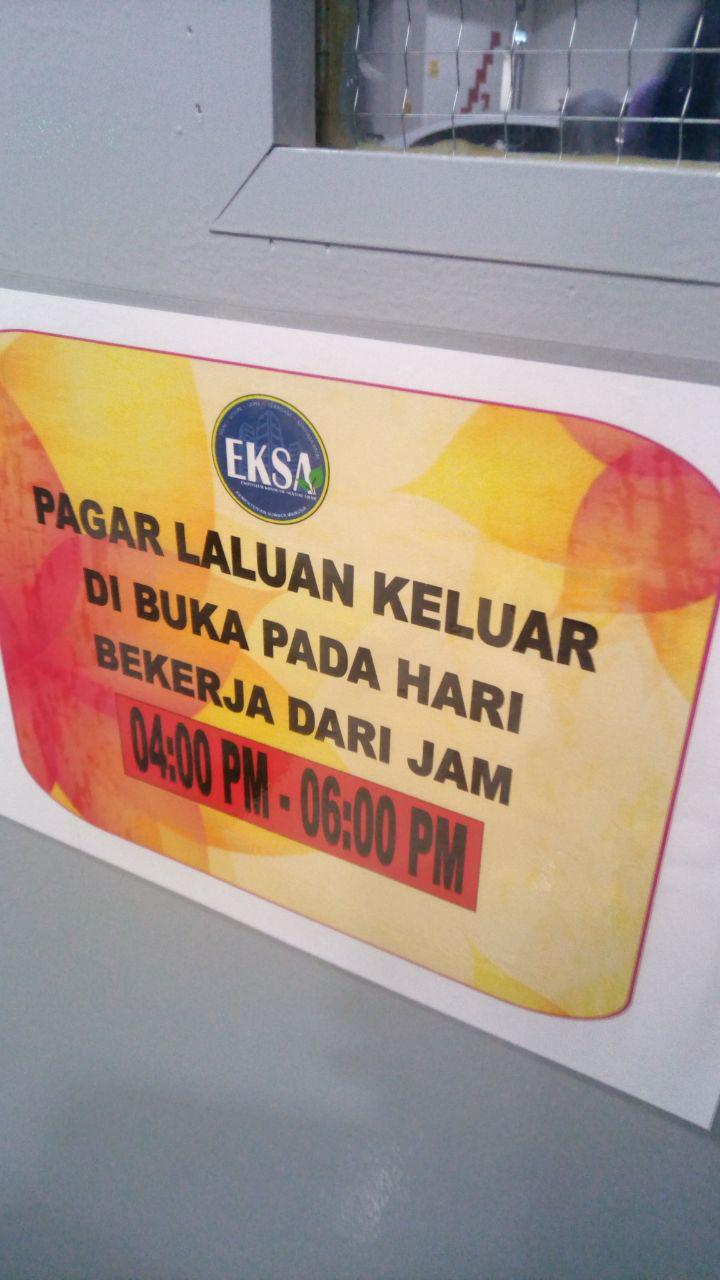 EKSA
PAGAR LALUAN KELUAR
DI BUKA PADA HARI
BEKERJA DARI JAM
04:00 PM - 06:00 PM